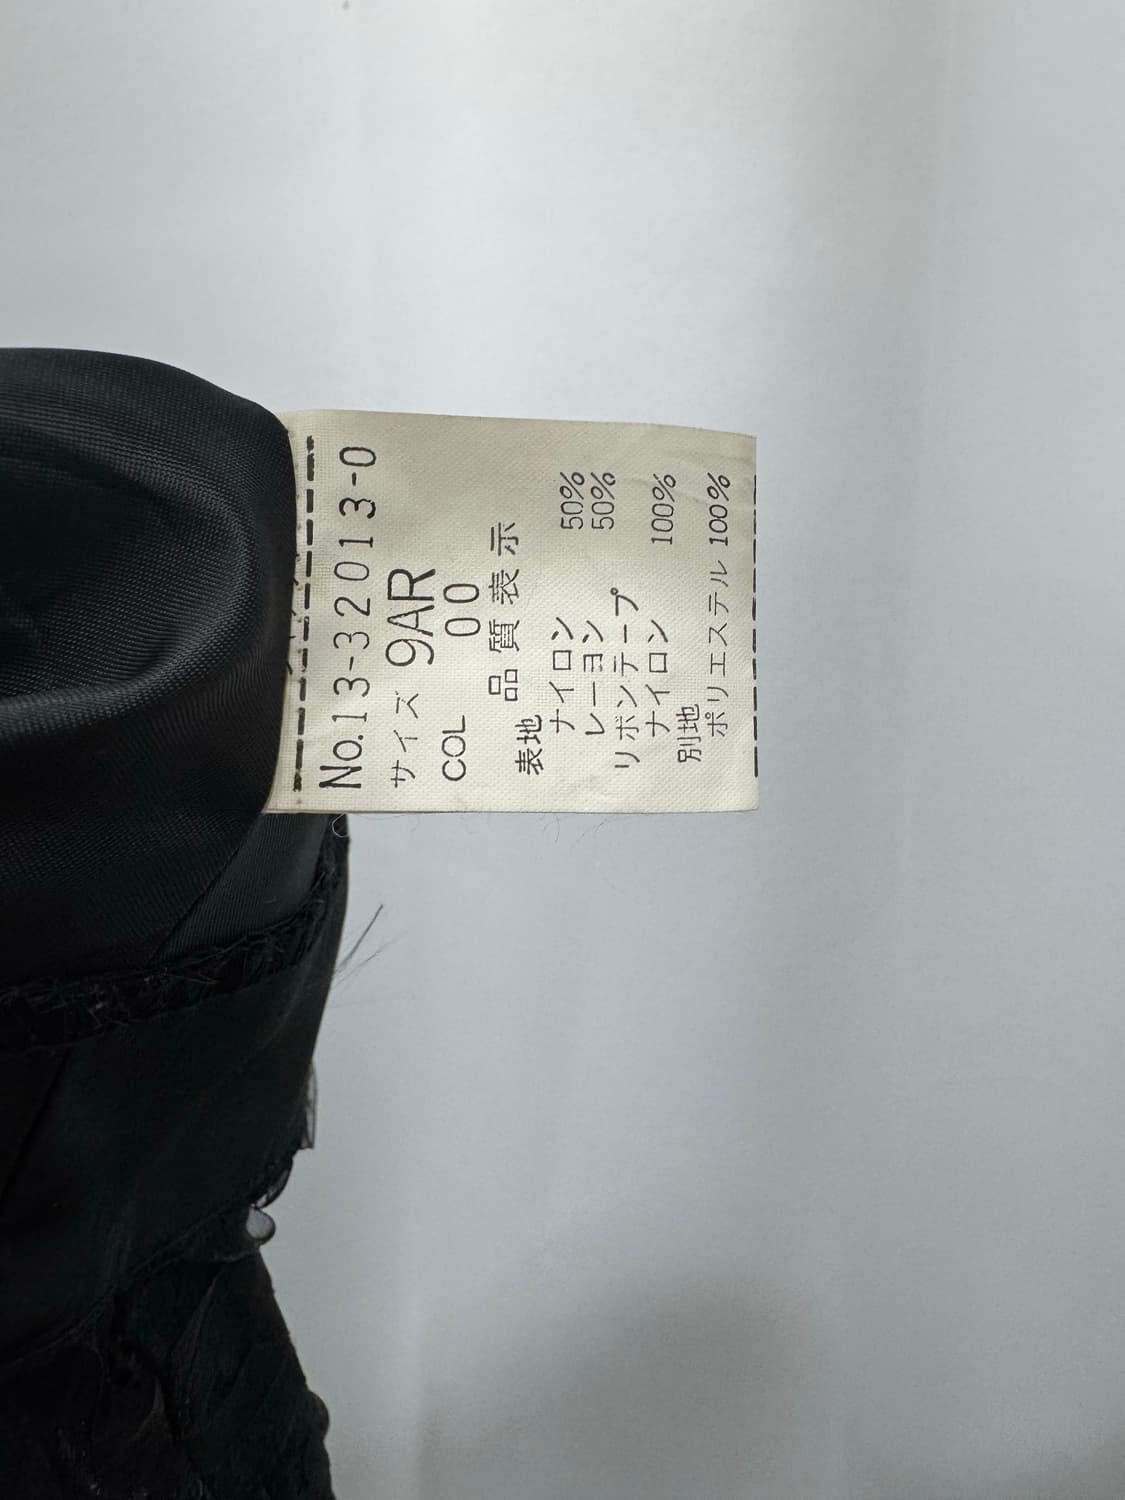 No.13-32013-0
サイズ 9AR
COL 00
品質表示
表地
ナイロン 50%
レーヨン 50%
リボンテープ
ナイロン 100%
別地
ポリエステル 100%